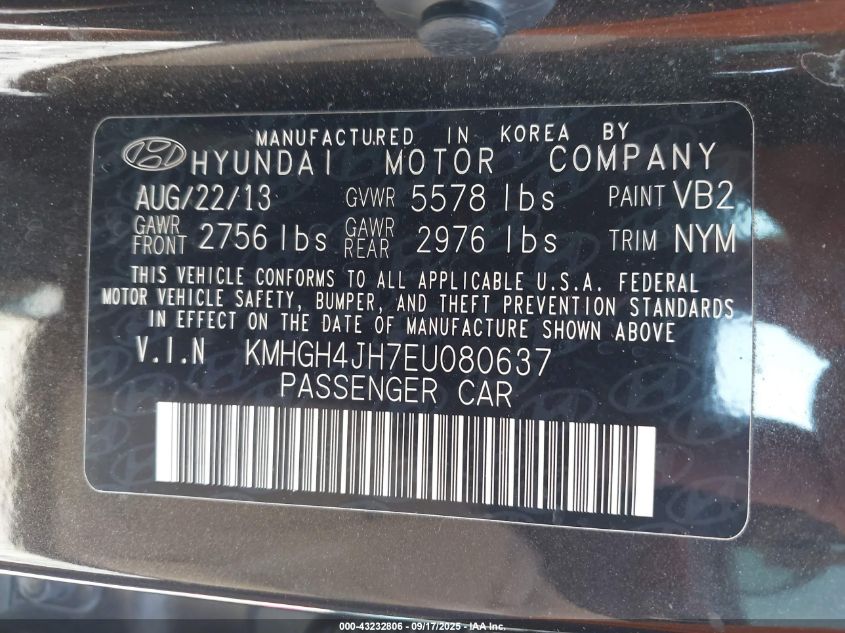 MANUFACTURED IN KOREA BY
HYUNDAI MOTOR COMPANY
AUG/22/13 GVWR 5578 lbs PAINT VB2
GAWR FRONT 2756 lbs GAWR REAR 2976 lbs TRIM NYM
THIS VEHICLE CONFORMS TO ALL APPLICABLE U.S.A. FEDERAL
MOTOR VEHICLE SAFETY, BUMPER, AND THEFT PREVENTION STANDARDS
IN EFFECT ON THE DATE OF MANUFACTURE SHOWN ABOVE
V.I.N KMHGH4JH7EU080637
PASSENGER CAR
000-43232806 - 09/17/2025 - IAA Inc.